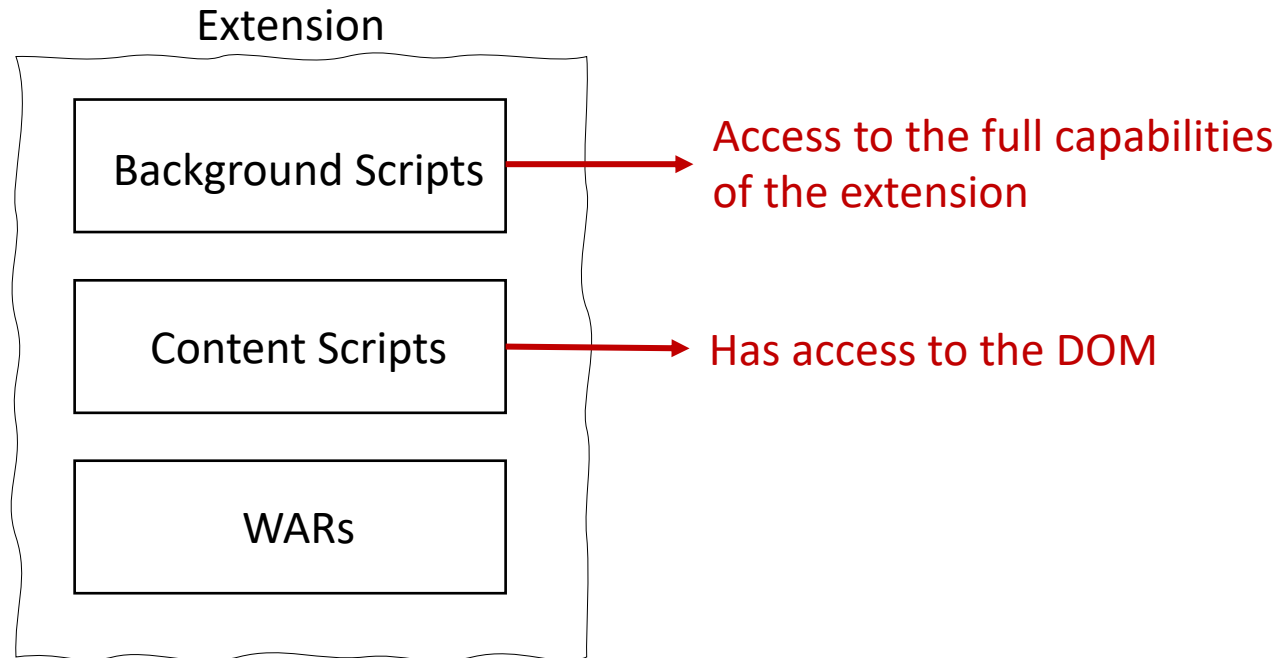 Extension
Background Scripts
Access to the full capabilities
of the extension
Content Scripts
Has access to the DOM
WARs